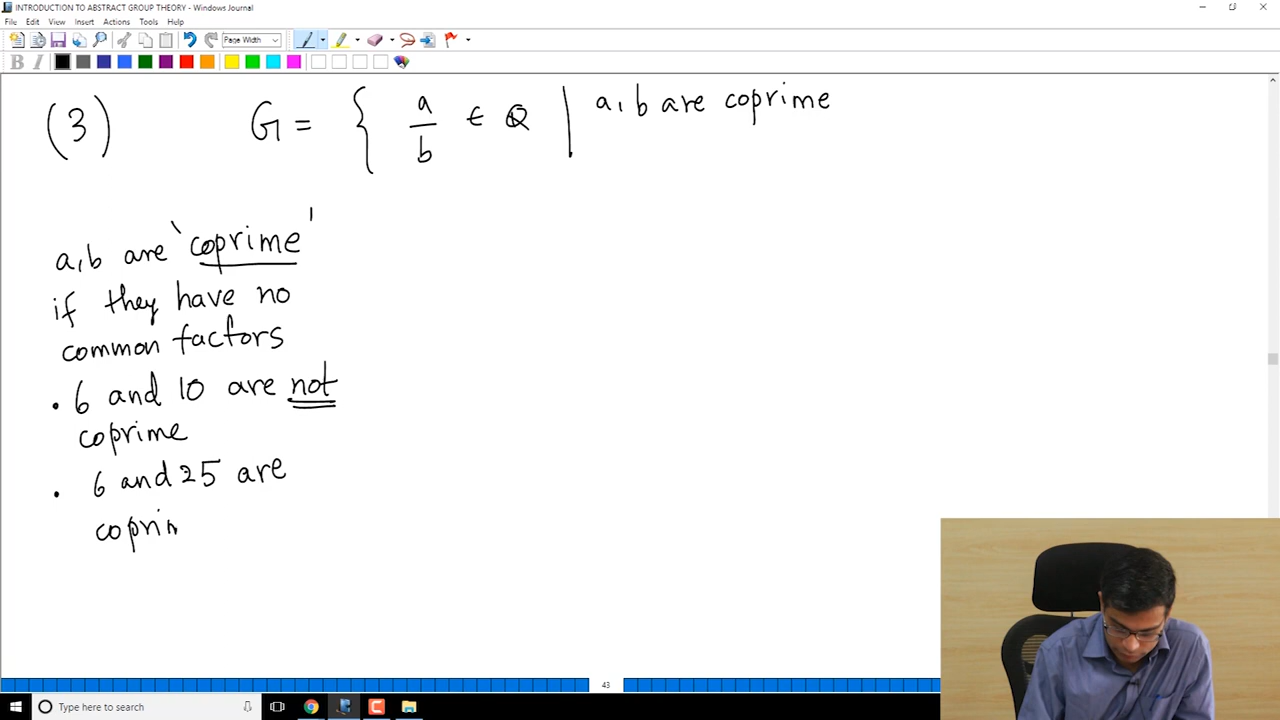 INTRODUCTION TO ABSTRACT GROUP THEORY - Windows Journal
File Edit View Insert Actions Tools Help
Page Width
B I
(3) G = { a/b ∈ Q | a, b are coprime
a, b are 'coprime'
if they have no
common factors
• 6 and 10 are not
coprime
• 6 and 25 are
coprim
43
Type here to search